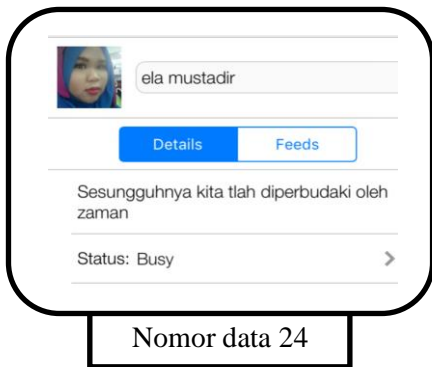 ela mustadir
Details Feeds
Sesungguhnya kita tlah diperbudaki oleh
zaman
Status: Busy
Nomor data 24